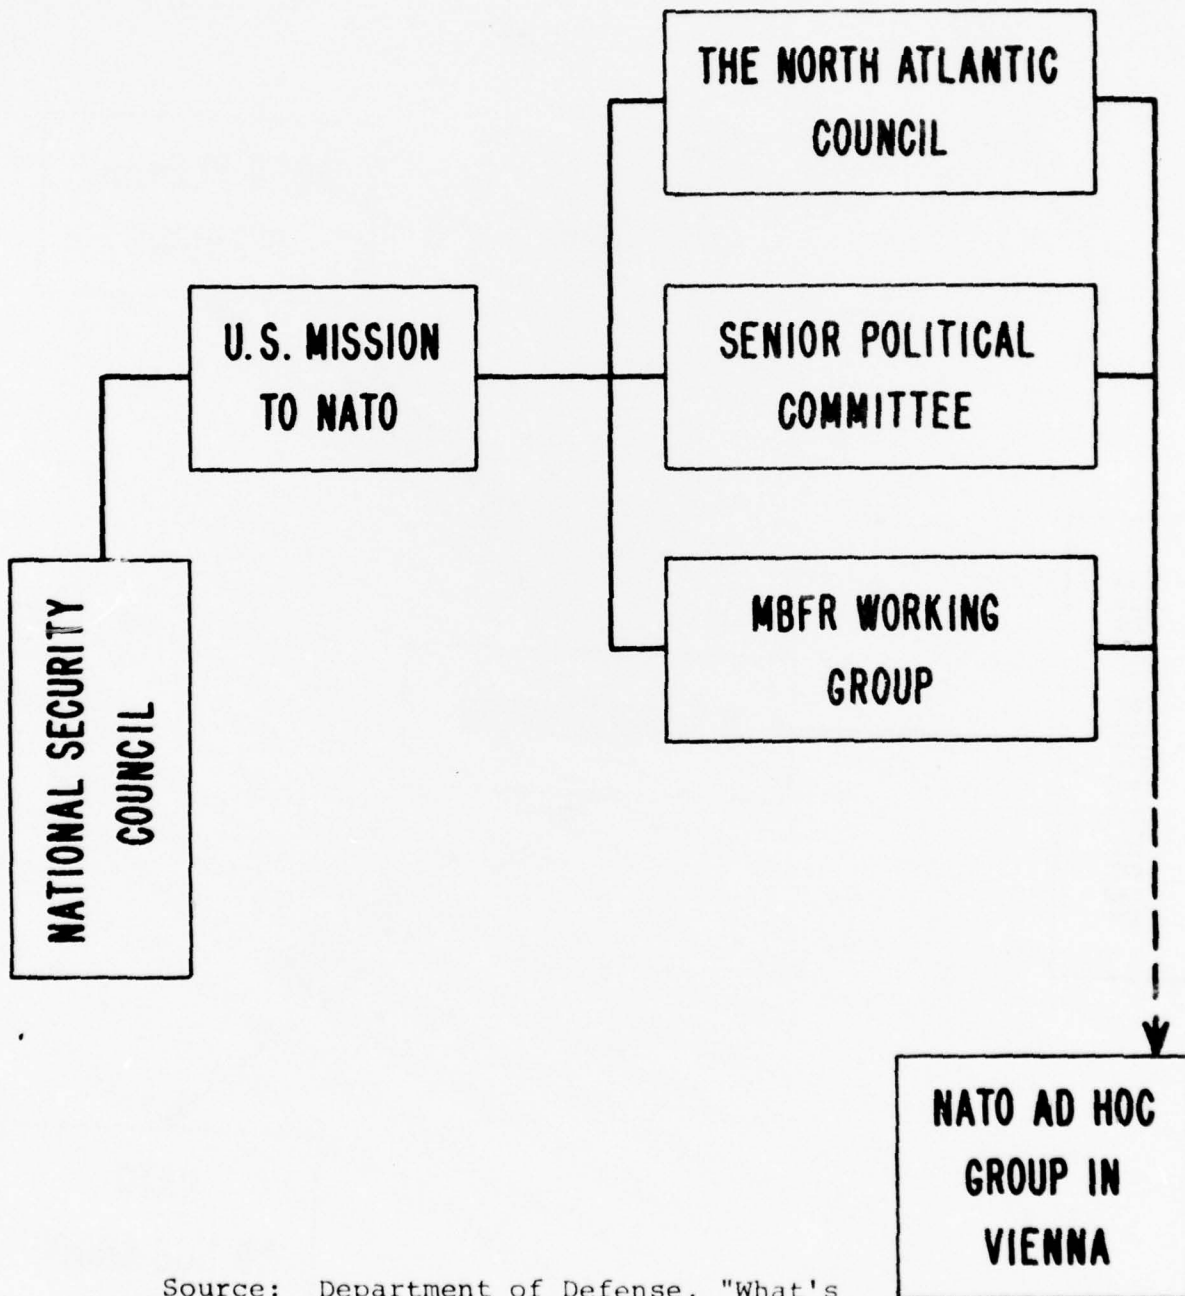 THE NORTH ATLANTIC
COUNCIL
U.S. MISSION
TO NATO
SENIOR POLITICAL
COMMITTEE
NATIONAL SECURITY
COUNCIL
MBFR WORKING
GROUP
NATO AD HOC
GROUP IN
VIENNA
Source: Department of Defense, "What's